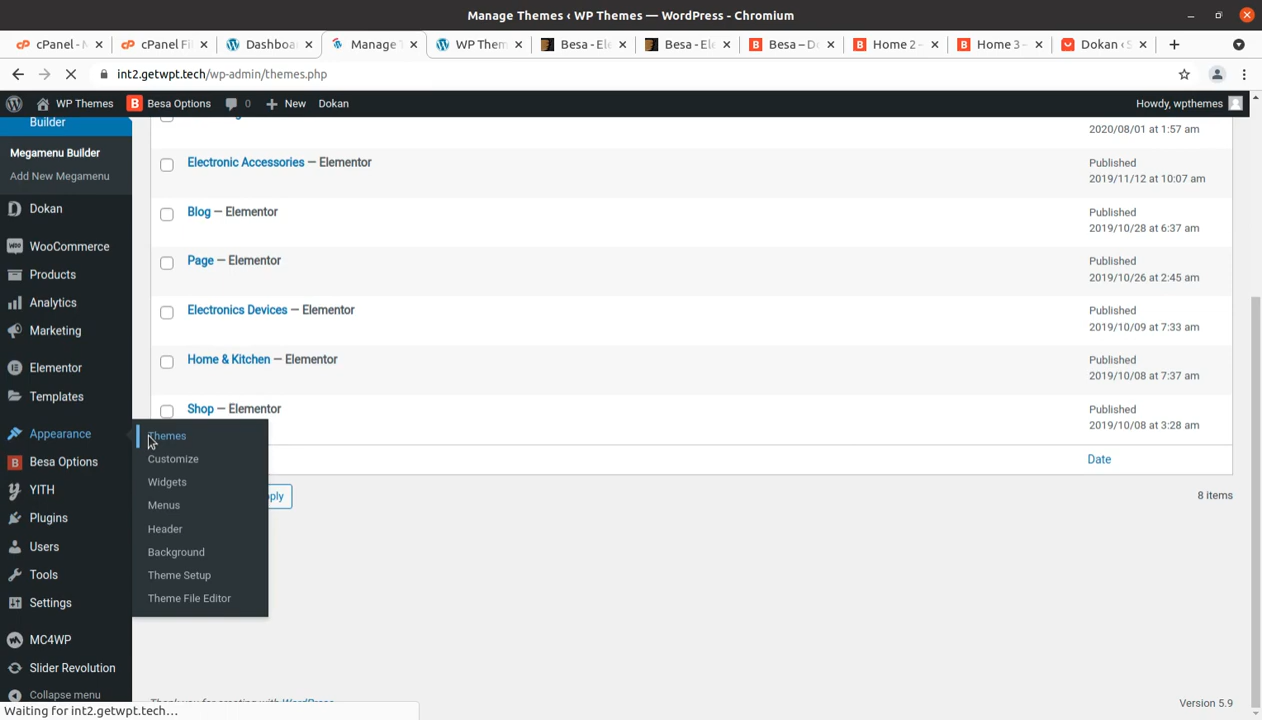 Manage Themes ‹ WP Themes — WordPress - Chromium
cPanel - M
cPanel Fi
Dashboa
Manage
WP Them
Besa - Ele
Besa - Ele
Besa – D
Home 2 –
Home 3 –
Dokan ‹ S
int2.getwpt.tech/wp-admin/themes.php
WP Themes
Besa Options
0
New
Dokan
Howdy, wpthemes
Builder
Megamenu Builder
Add New Megamenu
Dokan
WooCommerce
Products
Analytics
Marketing
Elementor
Templates
Appearance
Besa Options
YITH
Plugins
Users
Tools
Settings
MC4WP
Slider Revolution
Collapse menu
Themes
Customize
Widgets
Menus
Header
Background
Theme Setup
Theme File Editor
2020/08/01 at 1:57 am
Electronic Accessories — Elementor
Published
2019/11/12 at 10:07 am
Blog — Elementor
Published
2019/10/28 at 6:37 am
Page — Elementor
Published
2019/10/26 at 2:45 am
Electronics Devices — Elementor
Published
2019/10/09 at 7:33 am
Home & Kitchen — Elementor
Published
2019/10/08 at 7:37 am
Shop — Elementor
Published
2019/10/08 at 3:28 am
Date
ply
8 items
Thank you for creating with WordPress.
Version 5.9
Waiting for int2.getwpt.tech…